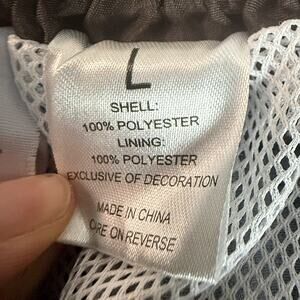 L
SHELL:
100% POLYESTER
LINING:
100% POLYESTER
EXCLUSIVE OF DECORATION
MADE IN CHINA
ON REVERSE